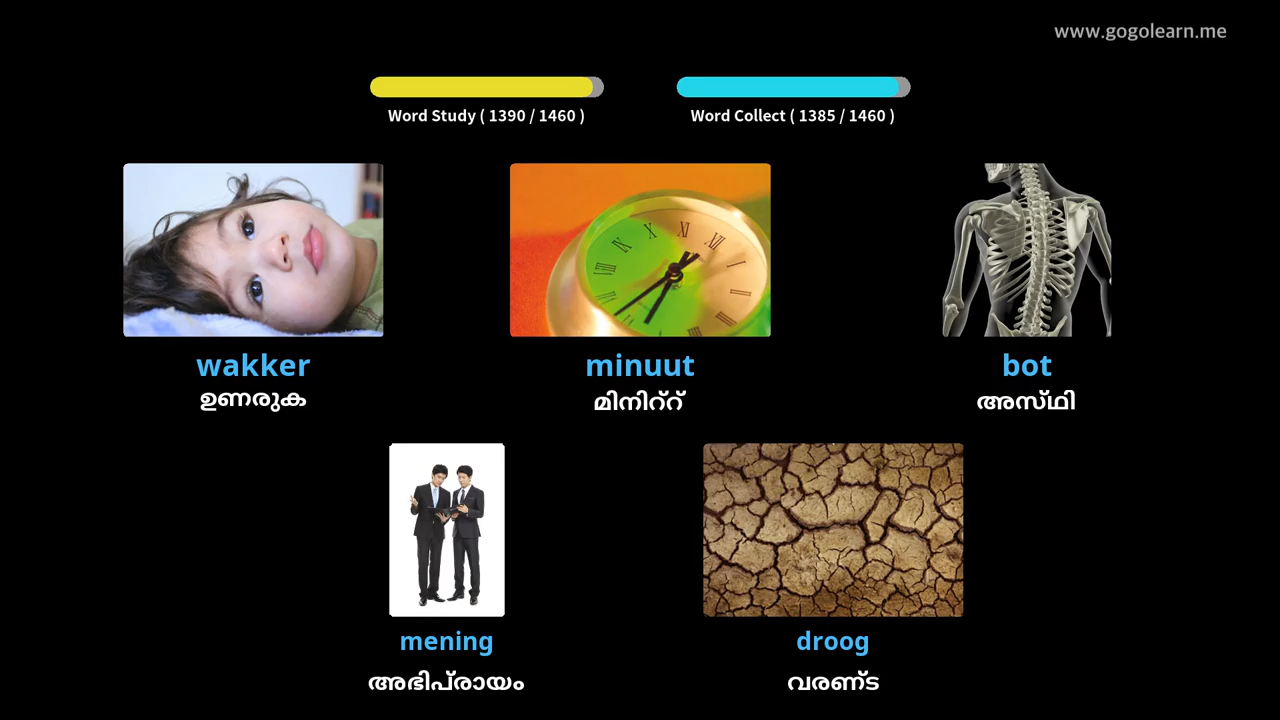 www.gogolearn.me
Word Study ( 1390 / 1460 )
Word Collect ( 1385 / 1460 )
wakker
ഉണരുക
minuut
മിനിറ്റ്
bot
അസ്ഥി
mening
അഭിപ്രായം
droog
വരണ്ട